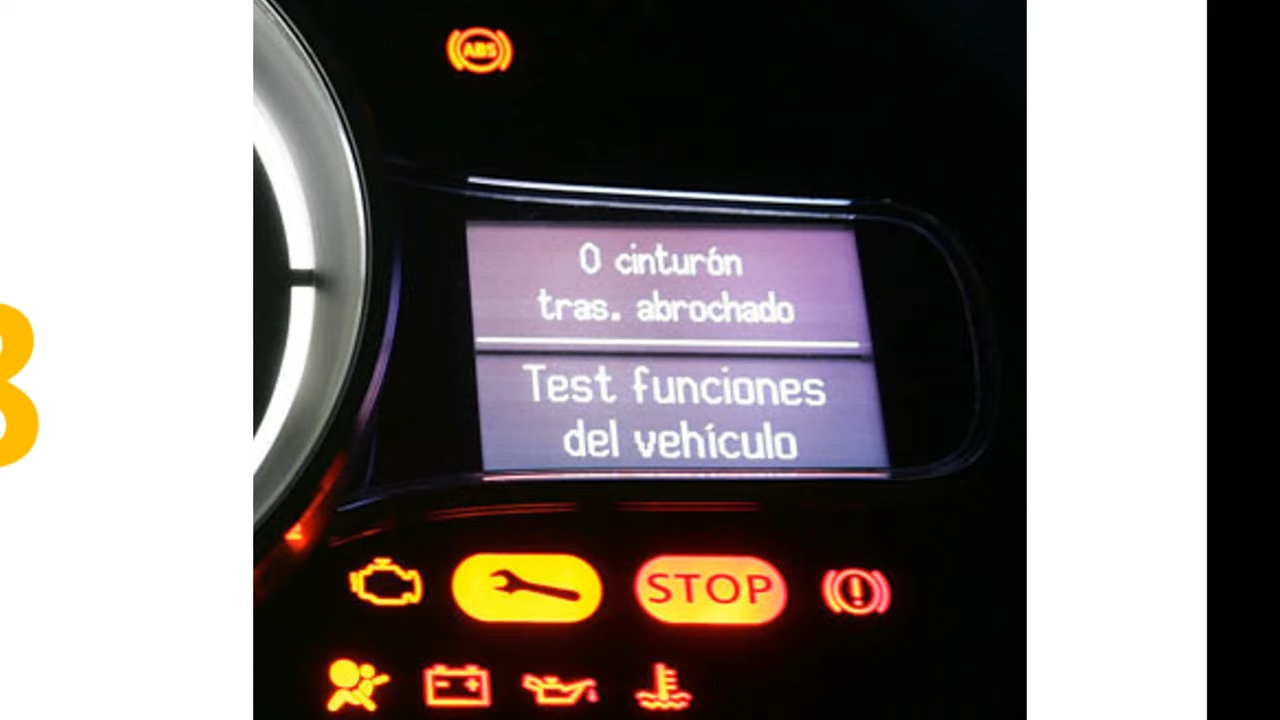 ABS
0 cinturón
tras. abrochado
Test funciones
del vehículo
STOP